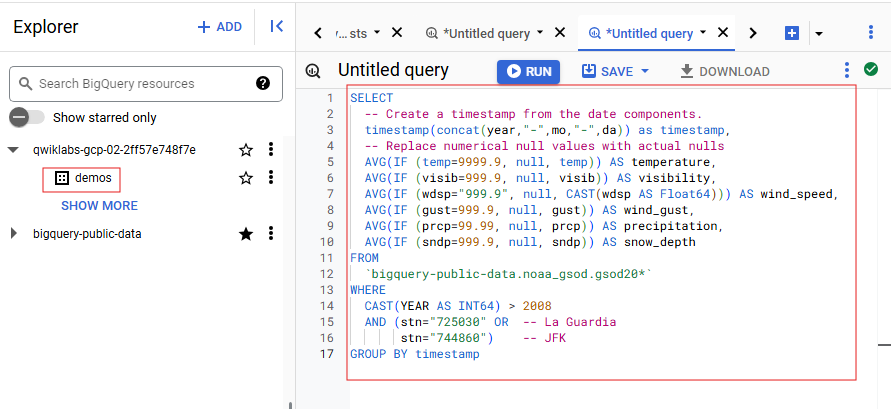 Explorer
+ ADD
Search BigQuery resources
?
Show starred only
qwiklabs-gcp-02-2ff57e748f7e
demos
SHOW MORE
bigquery-public-data
… sts
*Untitled query
*Untitled query
Untitled query
RUN
SAVE
DOWNLOAD
1 SELECT
2 -- Create a timestamp from the date components.
3 timestamp(concat(year,"-",mo,"-",da)) as timestamp,
4 -- Replace numerical null values with actual nulls
5 AVG(IF (temp=9999.9, null, temp)) AS temperature,
6 AVG(IF (visib=999.9, null, visib)) AS visibility,
7 AVG(IF (wdsp="999.9", null, CAST(wdsp AS Float64))) AS wind_speed,
8 AVG(IF (gust=999.9, null, gust)) AS wind_gust,
9 AVG(IF (prcp=99.99, null, prcp)) AS precipitation,
10 AVG(IF (sndp=999.9, null, sndp)) AS snow_depth
11 FROM
12 `bigquery-public-data.noaa_gsod.gsod20*`
13 WHERE
14 CAST(YEAR AS INT64) > 2008
15 AND (stn="725030" OR -- La Guardia
16 stn="744860") -- JFK
17 GROUP BY timestamp